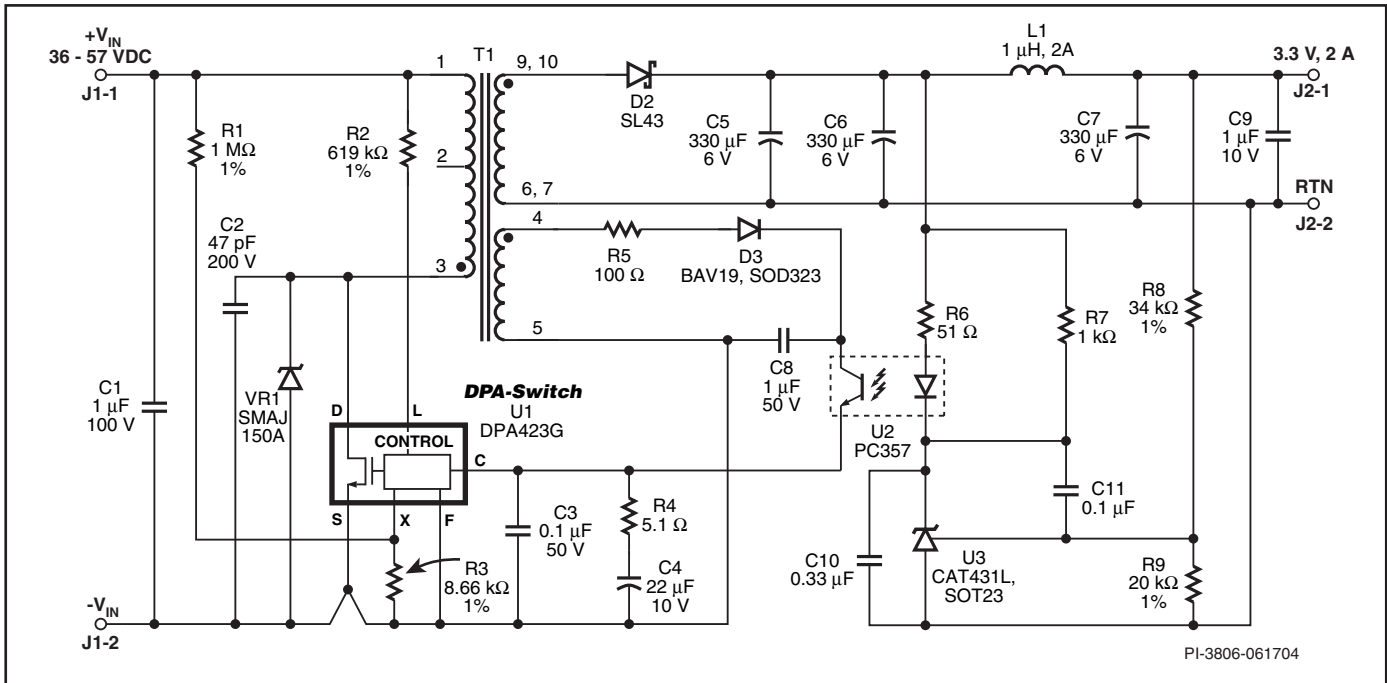 +VIN
36 - 57 VDC
J1-1
R1
1 MΩ
1%
R2
619 kΩ
1%
C2
47 pF
200 V
C1
1 µF
100 V
VR1
SMAJ
150A
1
T1
2
3
9, 10
6, 7
4
5
D2
SL43
C5
330 µF
6 V
C6
330 µF
6 V
L1
1 µH, 2A
C7
330 µF
6 V
C9
1 µF
10 V
3.3 V, 2 A
J2-1
RTN
J2-2
R5
100 Ω
D3
BAV19, SOD323
R6
51 Ω
R7
1 kΩ
R8
34 kΩ
1%
C8
1 µF
50 V
DPA-Switch
U1
DPA423G
D
L
CONTROL
C
S
X
F
U2
PC357
C3
0.1 µF
50 V
R4
5.1 Ω
C4
22 µF
10 V
R3
8.66 kΩ
1%
C11
0.1 µF
C10
0.33 µF
U3
CAT431L,
SOT23
R9
20 kΩ
1%
-VIN
J1-2
PI-3806-061704